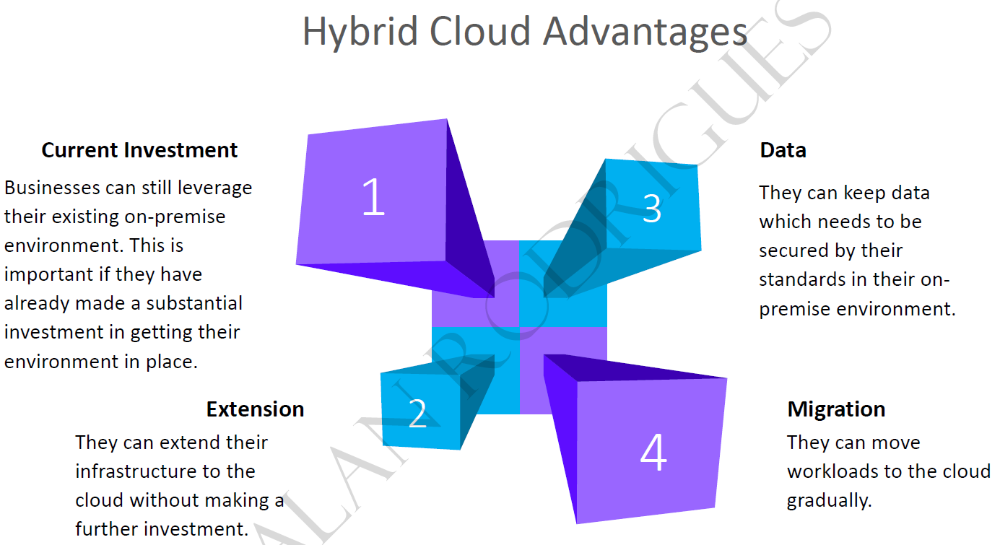 Hybrid Cloud Advantages
Current Investment
Businesses can still leverage
their existing on-premise
environment. This is
important if they have
already made a substantial
investment in getting their
environment in place.
1
Extension
They can extend their
infrastructure to the
cloud without making a
further investment.
2
Data
They can keep data
which needs to be
secured by their
standards in their on-
premise environment.
3
Migration
They can move
workloads to the cloud
gradually.
4
ALAN RODRIGUES